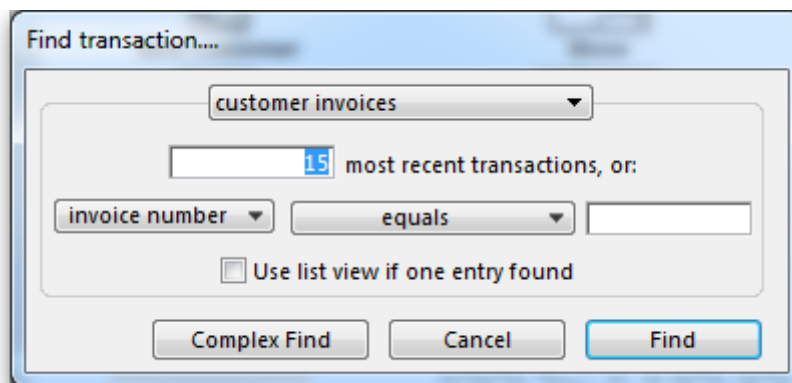 Find transaction....
customer invoices
15 most recent transactions, or:
invoice number equals
Use list view if one entry found
Complex Find Cancel Find